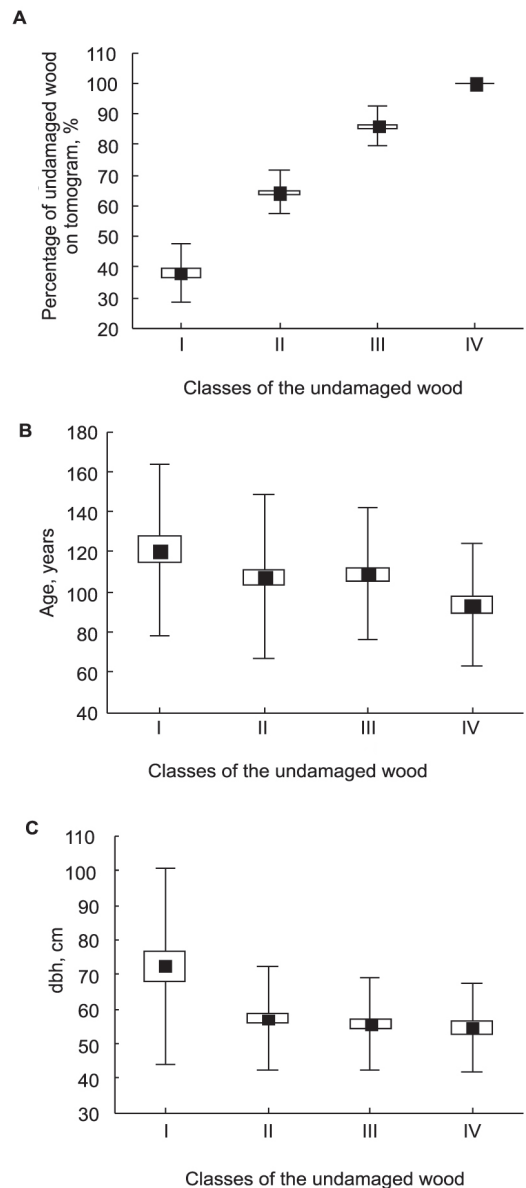 A
Percentage of undamaged wood
on tomogram, %
110
100
90
80
70
60
50
40
30
20
I II III IV
Classes of the undamaged wood
B
Age, years
180
160
140
120
100
80
60
40
I II III IV
Classes of the undamaged wood
C
dbh, cm
110
100
90
80
70
60
50
40
30
I II III IV
Classes of the undamaged wood